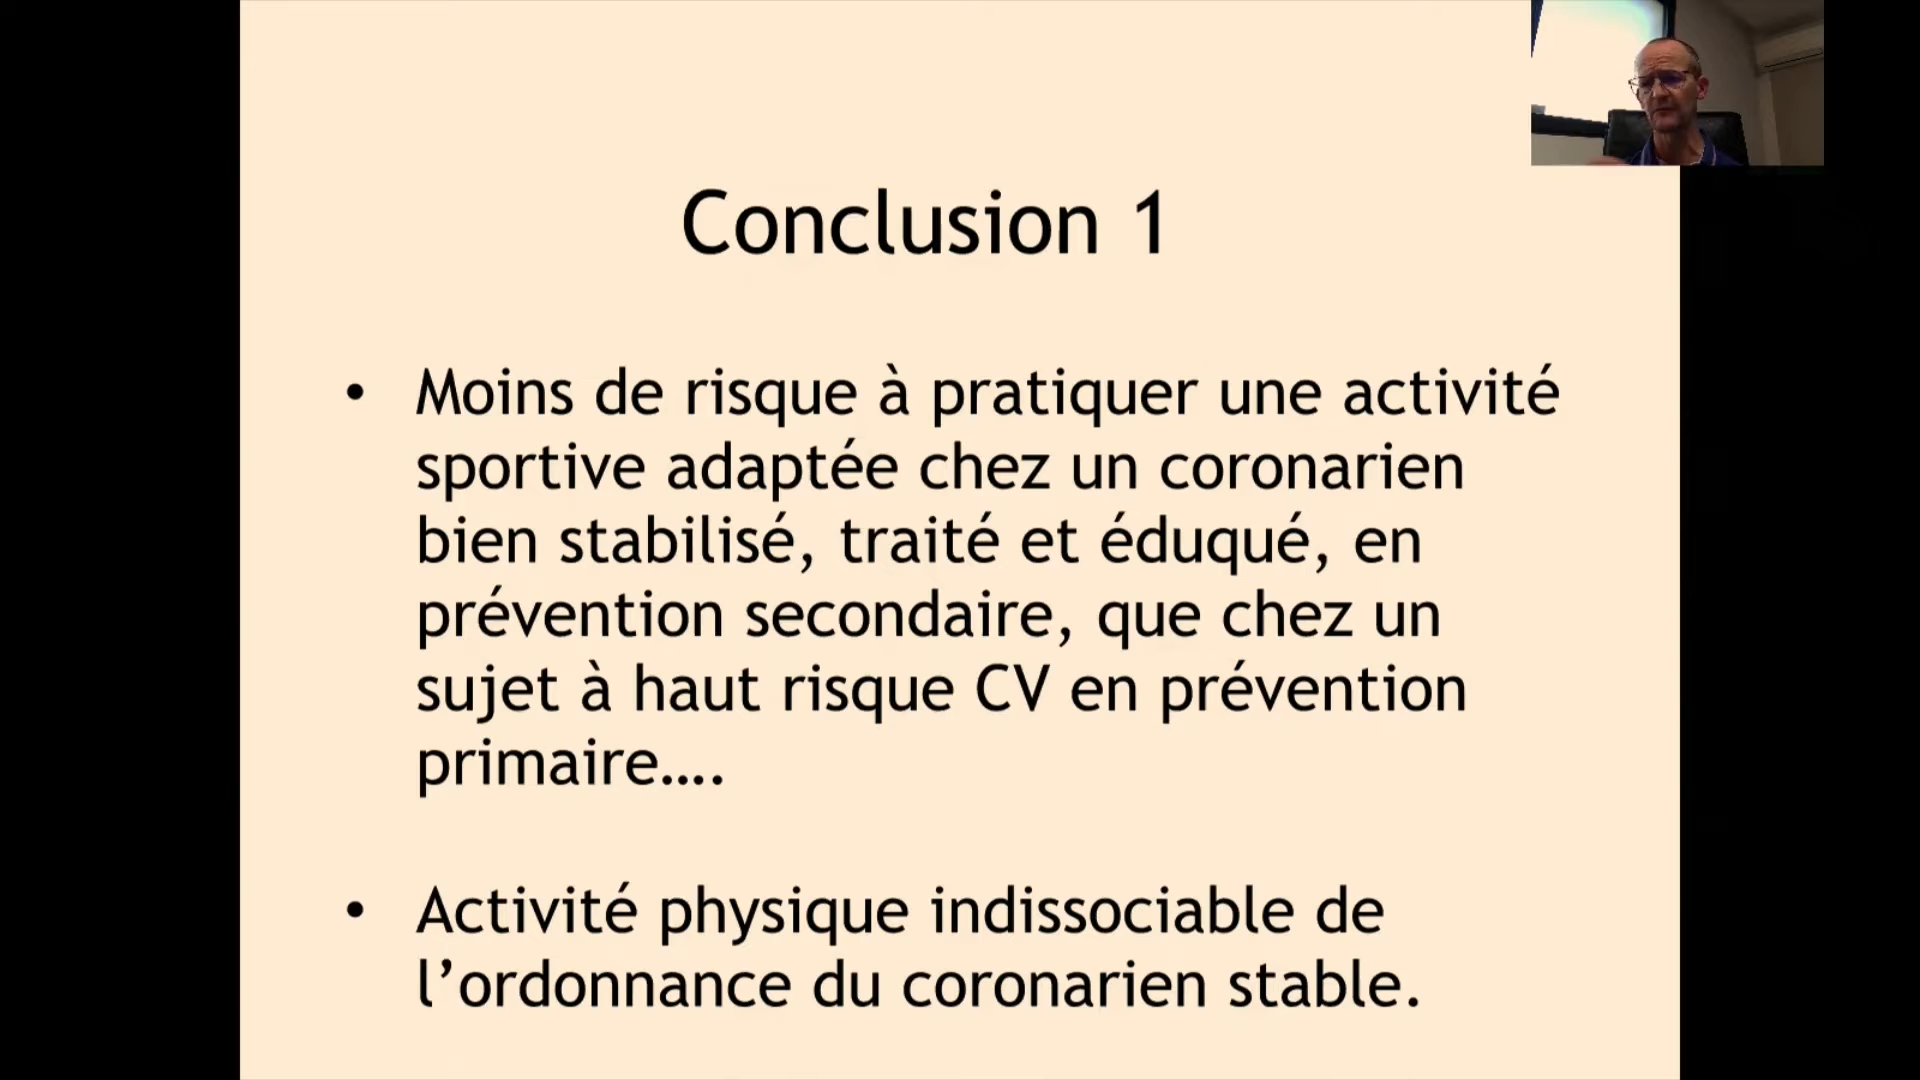 Conclusion 1
• Moins de risque à pratiquer une activité
sportive adaptée chez un coronarien
bien stabilisé, traité et éduqué, en
prévention secondaire, que chez un
sujet à haut risque CV en prévention
primaire....
• Activité physique indissociable de
l’ordonnance du coronarien stable.